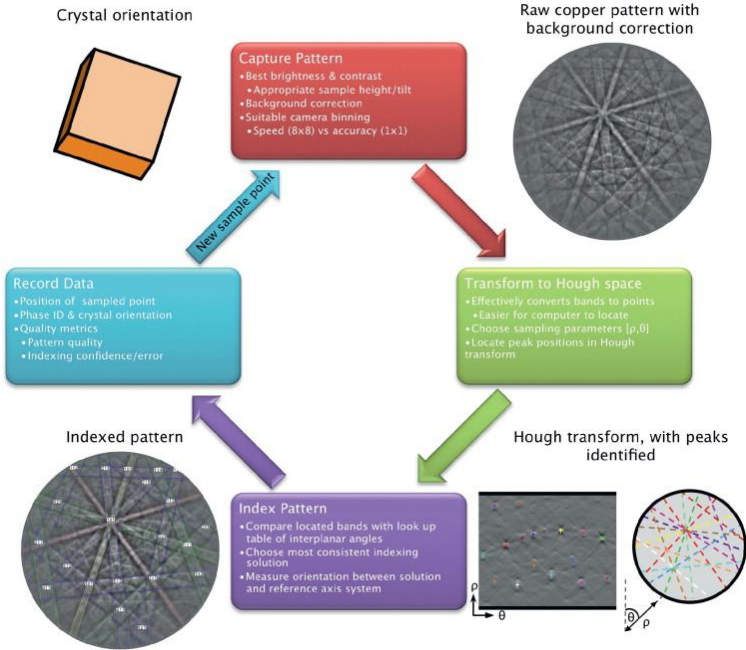 Crystal orientation
Raw copper pattern with
background correction
Capture Pattern
•Best brightness & contrast
•Appropriate sample height/tilt
•Background correction
•Suitable camera binning
•Speed (8x8) vs accuracy (1x1)
New sample point
Record Data
•Position of sampled point
•Phase ID & crystal orientation
•Quality metrics
•Pattern quality
•Indexing confidence/error
Transform to Hough space
•Effectively converts bands to points
•Easier for computer to locate
•Choose sampling parameters [ρ,θ]
•Locate peak positions in Hough
transform
Indexed pattern
Hough transform, with peaks
identified
Index Pattern
•Compare located bands with look up
table of interplanar angles
•Choose most consistent indexing
solution
•Measure orientation between solution
and reference axis system
ρ
θ
θ
ρ